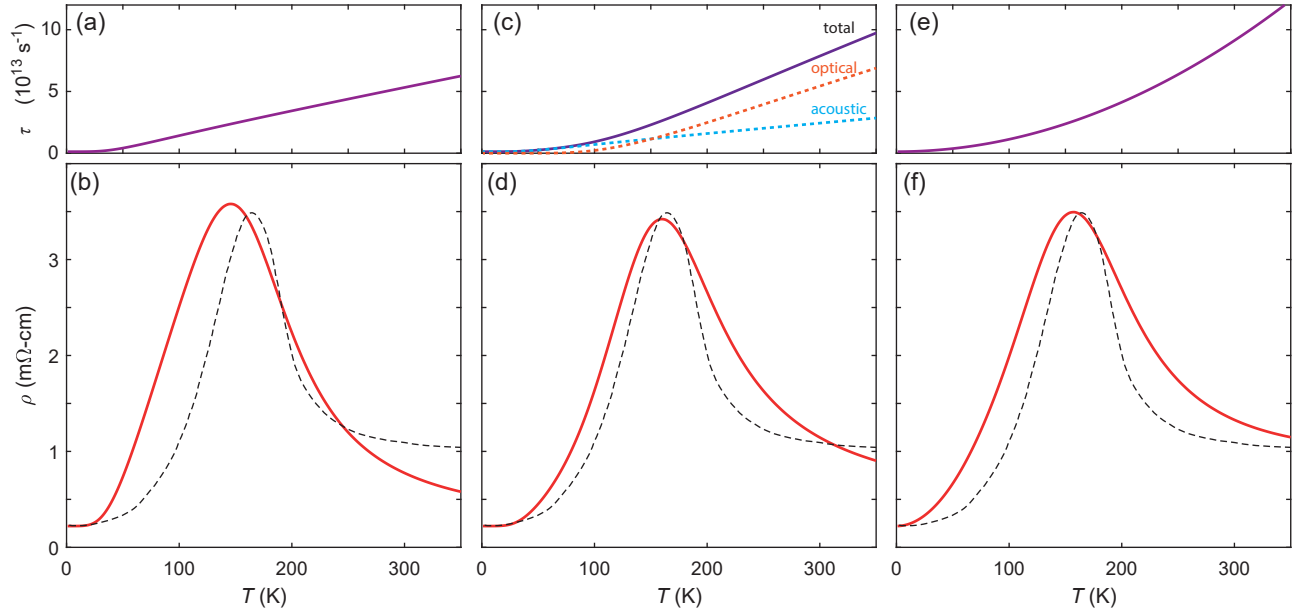 (a)
(c)
(e)
10
5
0
τ (10¹³ s⁻¹)
total
optical
acoustic
(b)
(d)
(f)
3
2
1
0
ρ (mΩ-cm)
0 100 200 300
0 100 200 300
0 100 200 300
T (K)
T (K)
T (K)